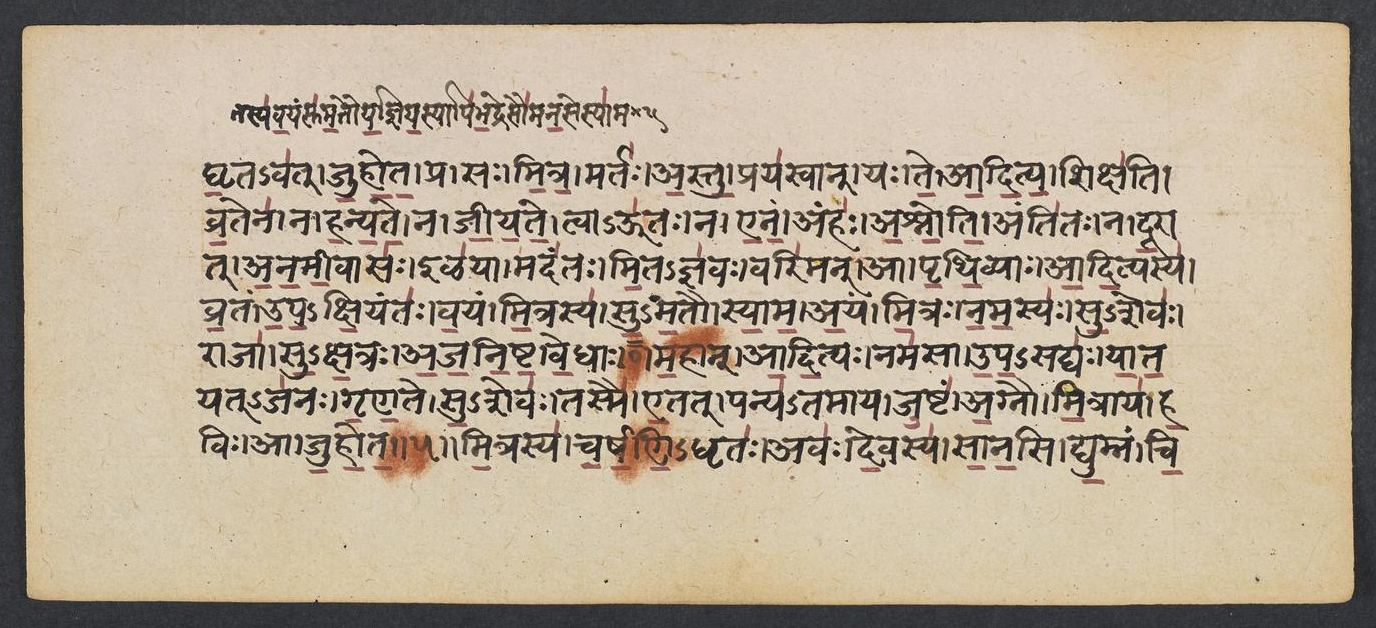 तस्य वयं सुमतौ यज्ञियस्यापि भद्रे सौमनसे स्याम ४५
घृतऽवत्।जुहोत।प्र।सः।मित्र।मर्तः।अस्तु।प्रयस्वान्।यः।ते।आदित्य।शिक्षति।
व्रतेन।न।हन्यते।न।जीयते।त्वाऽऊतः।न।एनं।अंहः।अश्नोति।अंतितः।न।दूरा
त्।अनमीवासः।इळया।मदंतः।मितऽज्ञवः।वरिमन्।आ।पृथिव्याः।आदित्यस्य।
व्रतं।उपऽक्षियंतः।वयं।मित्रस्य।सुऽमतौ।स्याम।अयं।मित्रः।नमस्यः।सुऽशेवः।
राजा।सुऽक्षत्रः।अजनिष्ट।वेधाः।महान्।आदित्यः।नमसा।उपऽसद्यः।यात
यत्ऽजनः।गृणते।सुऽशेवः।तस्मै।एतत्।पन्यऽतमाय।जुष्टं।अग्नौ।मित्राय।ह
विः।आ।जुहोत॥५॥मित्रस्य।चर्षणिऽधृतः।अवः।देवस्य।सानसि।द्युम्नं।चि